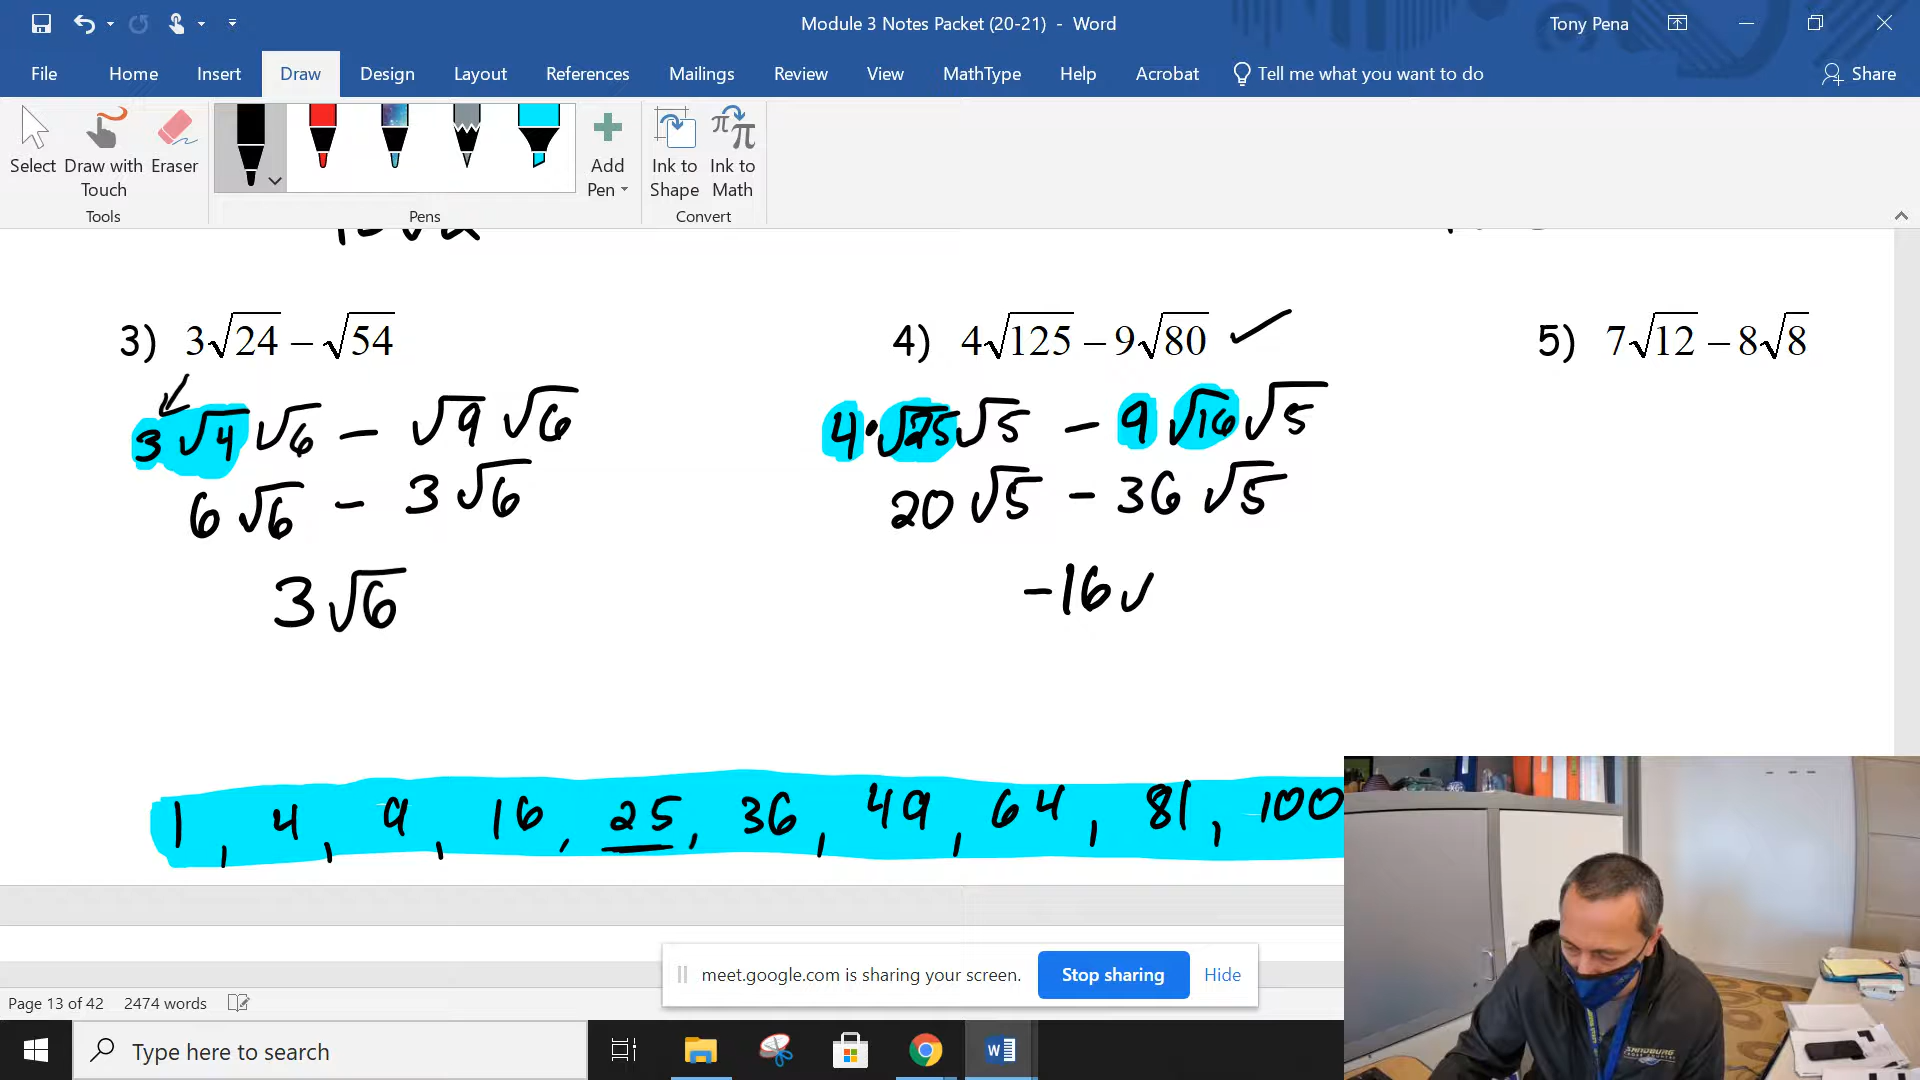 Module 3 Notes Packet (20-21) - Word
Tony Pena
File Home Insert Draw Design Layout References Mailings Review View MathType Help Acrobat Tell me what you want to do Share
Select Draw with Touch Eraser Add Pen Ink to Shape Ink to Math
Tools Pens Convert
3) 3√24 – √54
4) 4√125 – 9√80 ✓
5) 7√12 – 8√8
3 √4 √6 – √9 √6
4 · √25 √5 – 9 √16 √5
6 √6 – 3 √6
20 √5 – 36 √5
3 √6
-16 √
1, 4, 9, 16, 25, 36, 49, 64, 81, 100
meet.google.com is sharing your screen. Stop sharing Hide
Page 13 of 42 2474 words
Type here to search
SANDBURG